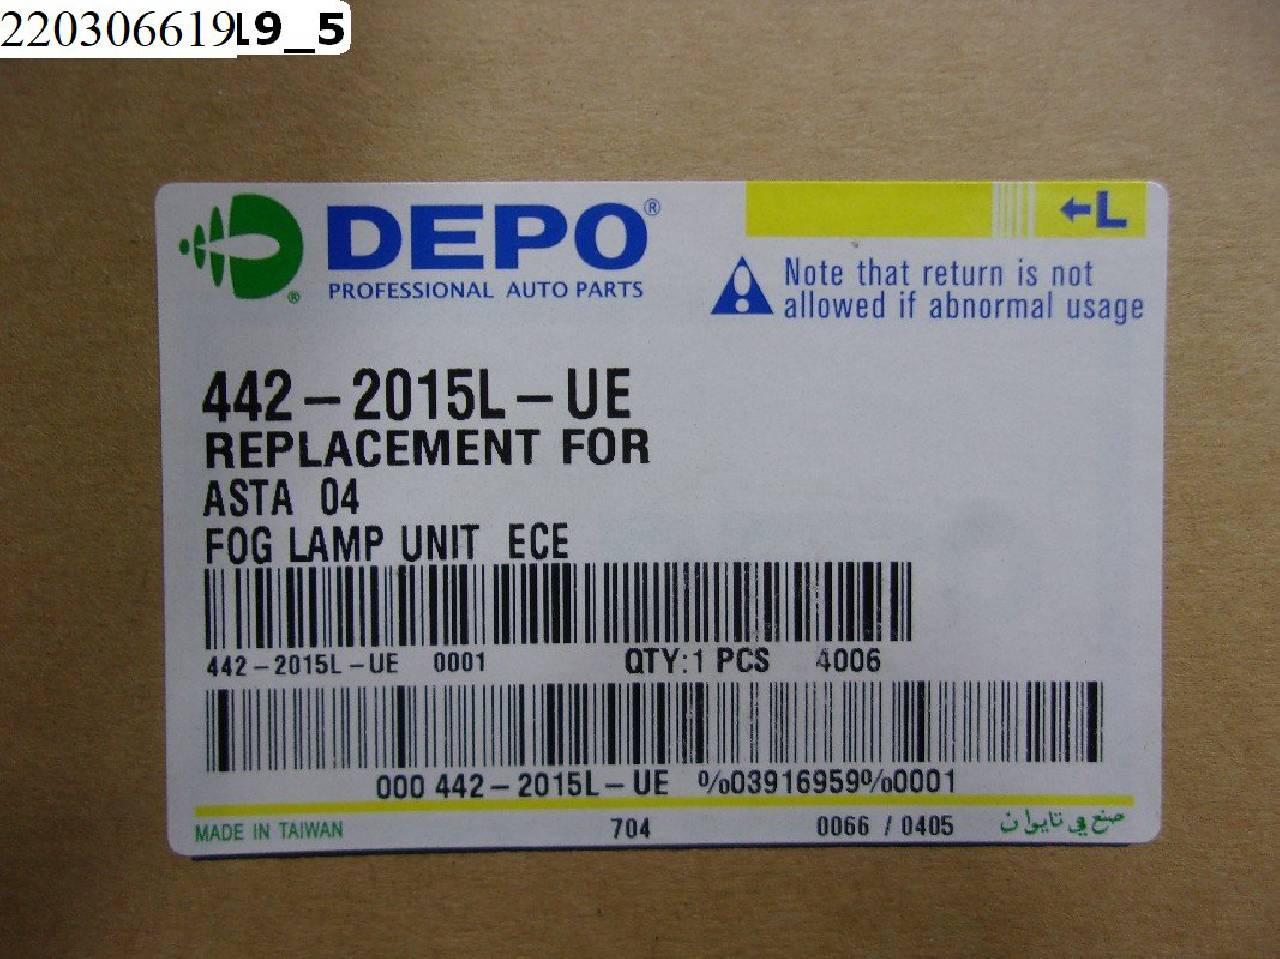 220306619L9_5
DEPO®
PROFESSIONAL AUTO PARTS
®
←L
Note that return is not
allowed if abnormal usage
442-2015L-UE
REPLACEMENT FOR
ASTA 04
FOG LAMP UNIT ECE
442-2015L-UE 0001 QTY:1 PCS 4006
000 442-2015L-UE %03916959%0001
MADE IN TAIWAN 704 0066 / 0405 صنع في تايوان